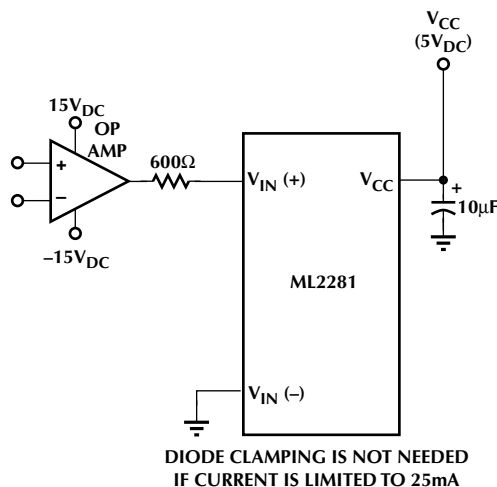 V_CC
(5V_DC)
15V_DC
OP
AMP
600Ω
+
–
–15V_DC
V_IN (+)
V_CC
+
10µF
ML2281
V_IN (–)
DIODE CLAMPING IS NOT NEEDED
IF CURRENT IS LIMITED TO 25mA